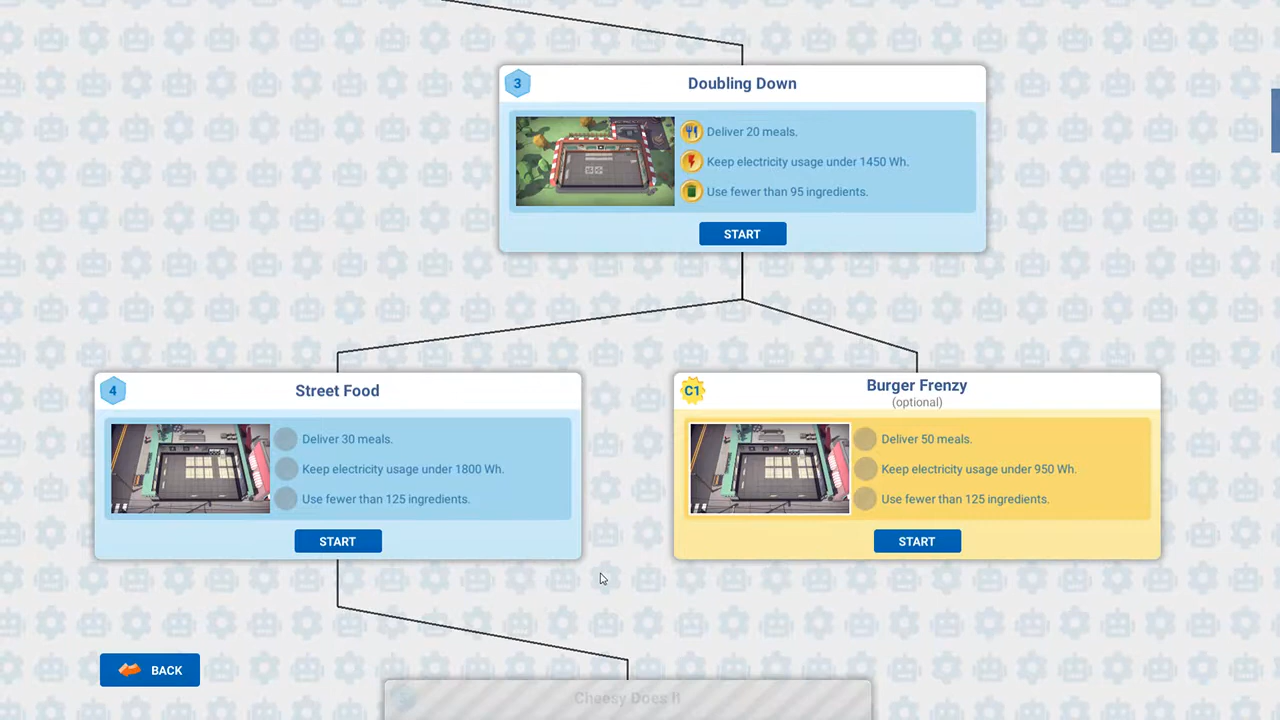 3
Doubling Down
Deliver 20 meals.
Keep electricity usage under 1450 Wh.
Use fewer than 95 ingredients.
START
4
Street Food
Deliver 30 meals.
Keep electricity usage under 1800 Wh.
Use fewer than 125 ingredients.
START
C1
Burger Frenzy
(optional)
Deliver 50 meals.
Keep electricity usage under 950 Wh.
Use fewer than 125 ingredients.
START
BACK
Cheesy Does It